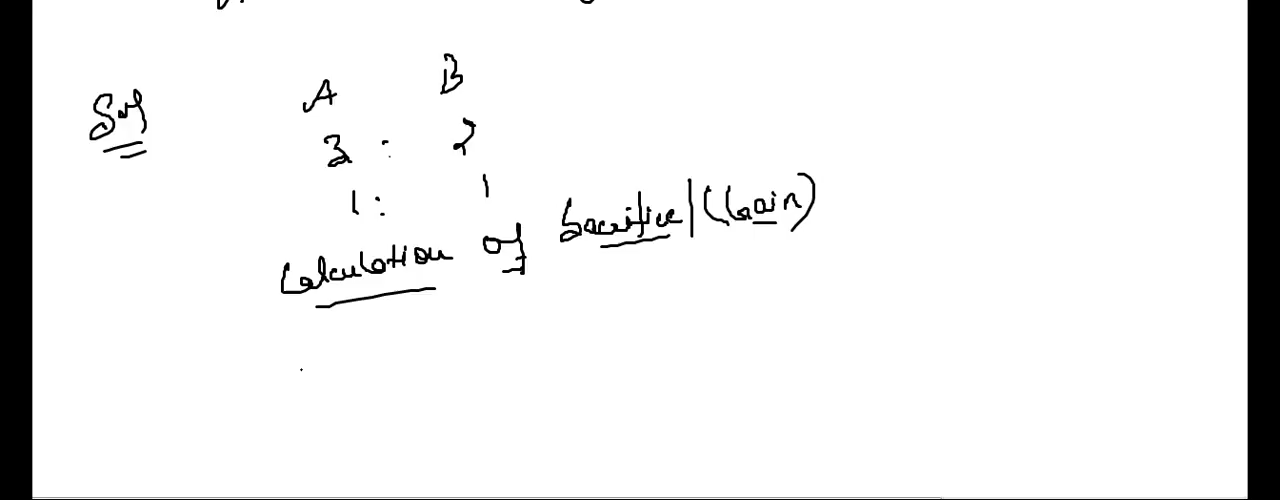 Sol
A B
3 : 2
1 : 1
Calculation of Sacrifice/(Gain)